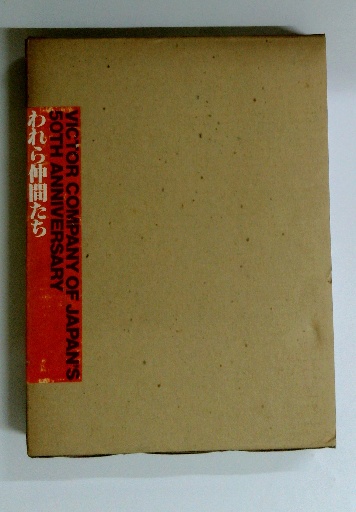 VICTOR COMPANY OF JAPAN'S
50TH ANNIVERSARY
われら仲間たち